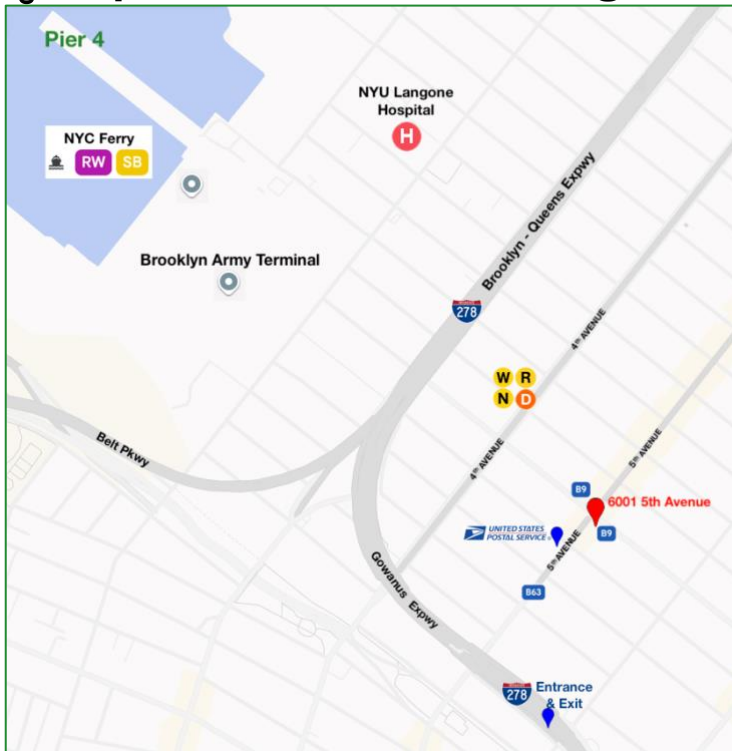 Pier 4
NYU Langone
Hospital
H
NYC Ferry
RW SB
Brooklyn - Queens Expwy
Brooklyn Army Terminal
278
4TH AVENUE
W R
N D
Belt Pkwy
4TH AVENUE
5TH AVENUE
B9
6001 5th Avenue
UNITED STATES
POSTAL SERVICE
B9
5TH AVENUE
Gowanus Expwy
B63
278
Entrance
& Exit